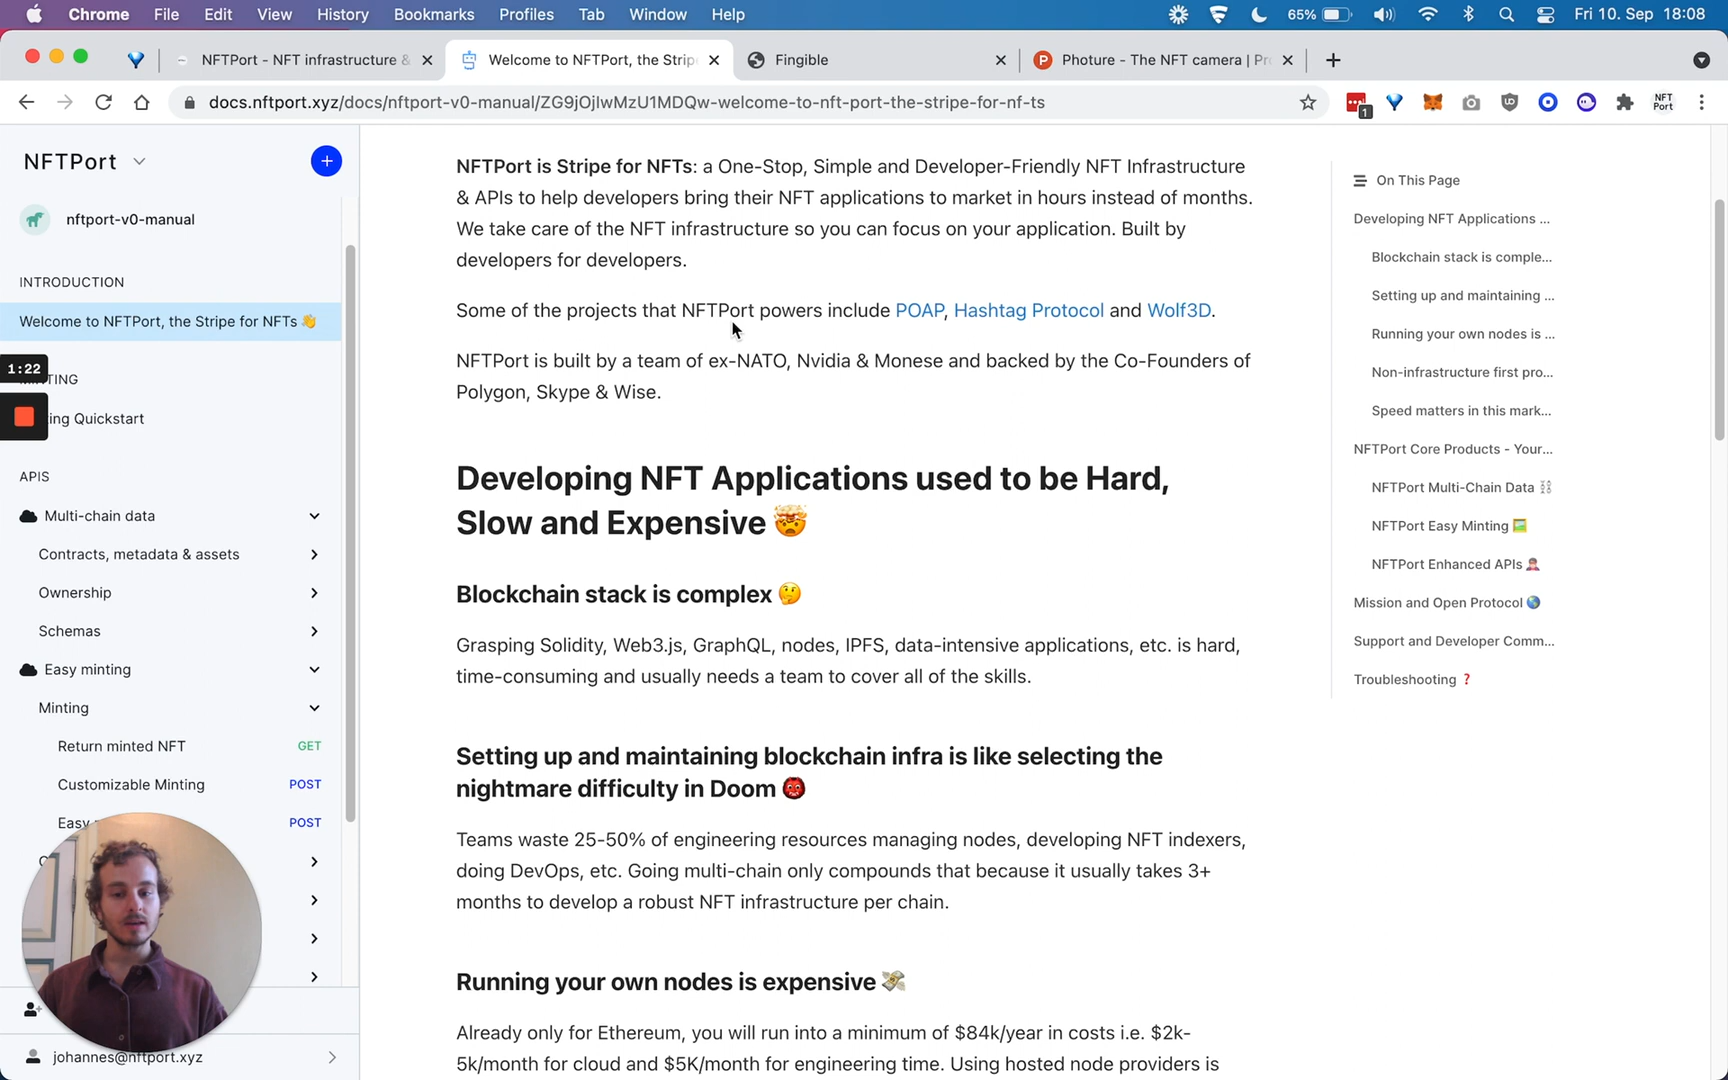 Chrome File Edit View History Bookmarks Profiles Tab Window Help 65% Fri 10. Sep 18:08
NFTPort - NFT infrastructure & Welcome to NFTPort, the Strip Fingible Photure - The NFT camera | Pr
docs.nftport.xyz/docs/nftport-v0-manual/ZG9jOjIwMzU1MDQw-welcome-to-nft-port-the-stripe-for-nf-ts 1 NFT Port
NFTPort
nftport-v0-manual
INTRODUCTION
Welcome to NFTPort, the Stripe for NFTs 👋
1:22
TING
ing Quickstart
APIS
Multi-chain data
Contracts, metadata & assets
Ownership
Schemas
Easy minting
Minting
Return minted NFT GET
Customizable Minting POST
Easy POST
johannes@nftport.xyz
NFTPort is Stripe for NFTs: a One-Stop, Simple and Developer-Friendly NFT Infrastructure
& APIs to help developers bring their NFT applications to market in hours instead of months.
We take care of the NFT infrastructure so you can focus on your application. Built by
developers for developers.
Some of the projects that NFTPort powers include POAP, Hashtag Protocol and Wolf3D.
NFTPort is built by a team of ex-NATO, Nvidia & Monese and backed by the Co-Founders of
Polygon, Skype & Wise.
Developing NFT Applications used to be Hard,
Slow and Expensive 🤯
Blockchain stack is complex 🤔
Grasping Solidity, Web3.js, GraphQL, nodes, IPFS, data-intensive applications, etc. is hard,
time-consuming and usually needs a team to cover all of the skills.
Setting up and maintaining blockchain infra is like selecting the
nightmare difficulty in Doom 👹
Teams waste 25-50% of engineering resources managing nodes, developing NFT indexers,
doing DevOps, etc. Going multi-chain only compounds that because it usually takes 3+
months to develop a robust NFT infrastructure per chain.
Running your own nodes is expensive 💸
Already only for Ethereum, you will run into a minimum of $84k/year in costs i.e. $2k-
5k/month for cloud and $5K/month for engineering time. Using hosted node providers is
On This Page
Developing NFT Applications ...
Blockchain stack is comple...
Setting up and maintaining ...
Running your own nodes is ...
Non-infrastructure first pro...
Speed matters in this mark...
NFTPort Core Products - Your...
NFTPort Multi-Chain Data ⛓
NFTPort Easy Minting 🖼
NFTPort Enhanced APIs
Mission and Open Protocol 🌎
Support and Developer Comm...
Troubleshooting ❓